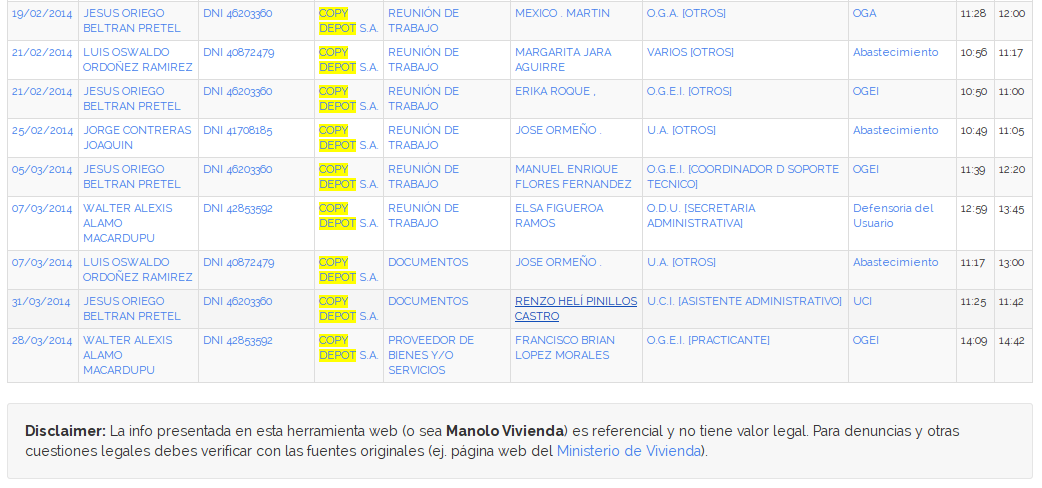 19/02/2014 JESUS ORIEGO DNI 46203360 COPY REUNIÓN DE MEXICO . MARTIN O.G.A. [OTROS] OGA 11:28 12:00
BELTRAN PRETEL DEPOT S.A. TRABAJO
21/02/2014 LUIS OSWALDO DNI 40872479 COPY REUNIÓN DE MARGARITA JARA VARIOS [OTROS] Abastecimiento 10:56 11:17
ORDOÑEZ RAMIREZ DEPOT S.A. TRABAJO AGUIRRE
21/02/2014 JESUS ORIEGO DNI 46203360 COPY REUNIÓN DE ERIKA ROQUE , O.G.E.I. [OTROS] OGEI 10:50 11:00
BELTRAN PRETEL DEPOT S.A. TRABAJO
25/02/2014 JORGE CONTRERAS DNI 41708185 COPY REUNIÓN DE JOSE ORMEÑO . U.A. [OTROS] Abastecimiento 10:49 11:05
JOAQUIN DEPOT S.A. TRABAJO
05/03/2014 JESUS ORIEGO DNI 46203360 COPY REUNIÓN DE MANUEL ENRIQUE O.G.E.I. [COORDINADOR D SOPORTE OGEI 11:39 12:20
BELTRAN PRETEL DEPOT S.A. TRABAJO FLORES FERNANDEZ TECNICO]
07/03/2014 WALTER ALEXIS DNI 42853592 COPY REUNIÓN DE ELSA FIGUEROA O.D.U. [SECRETARIA Defensoria del 12:59 13:45
ALAMO DEPOT S.A. TRABAJO RAMOS ADMINISTRATIVA] Usuario
MACARDUPU
07/03/2014 LUIS OSWALDO DNI 40872479 COPY DOCUMENTOS JOSE ORMEÑO . U.A. [OTROS] Abastecimiento 11:17 13:00
ORDOÑEZ RAMIREZ DEPOT S.A.
31/03/2014 JESUS ORIEGO DNI 46203360 COPY DOCUMENTOS RENZO HELÍ PINILLOS U.C.I. [ASISTENTE ADMINISTRATIVO] UCI 11:25 11:42
BELTRAN PRETEL DEPOT S.A. CASTRO
28/03/2014 WALTER ALEXIS DNI 42853592 COPY PROVEEDOR DE FRANCISCO BRIAN O.G.E.I. [PRACTICANTE] OGEI 14:09 14:42
ALAMO DEPOT S.A. BIENES Y/O LOPEZ MORALES
MACARDUPU SERVICIOS
Disclaimer: La info presentada en esta herramienta web (o sea Manolo Vivienda) es referencial y no tiene valor legal. Para denuncias y otras
cuestiones legales debes verificar con las fuentes originales (ej. página web del Ministerio de Vivienda).